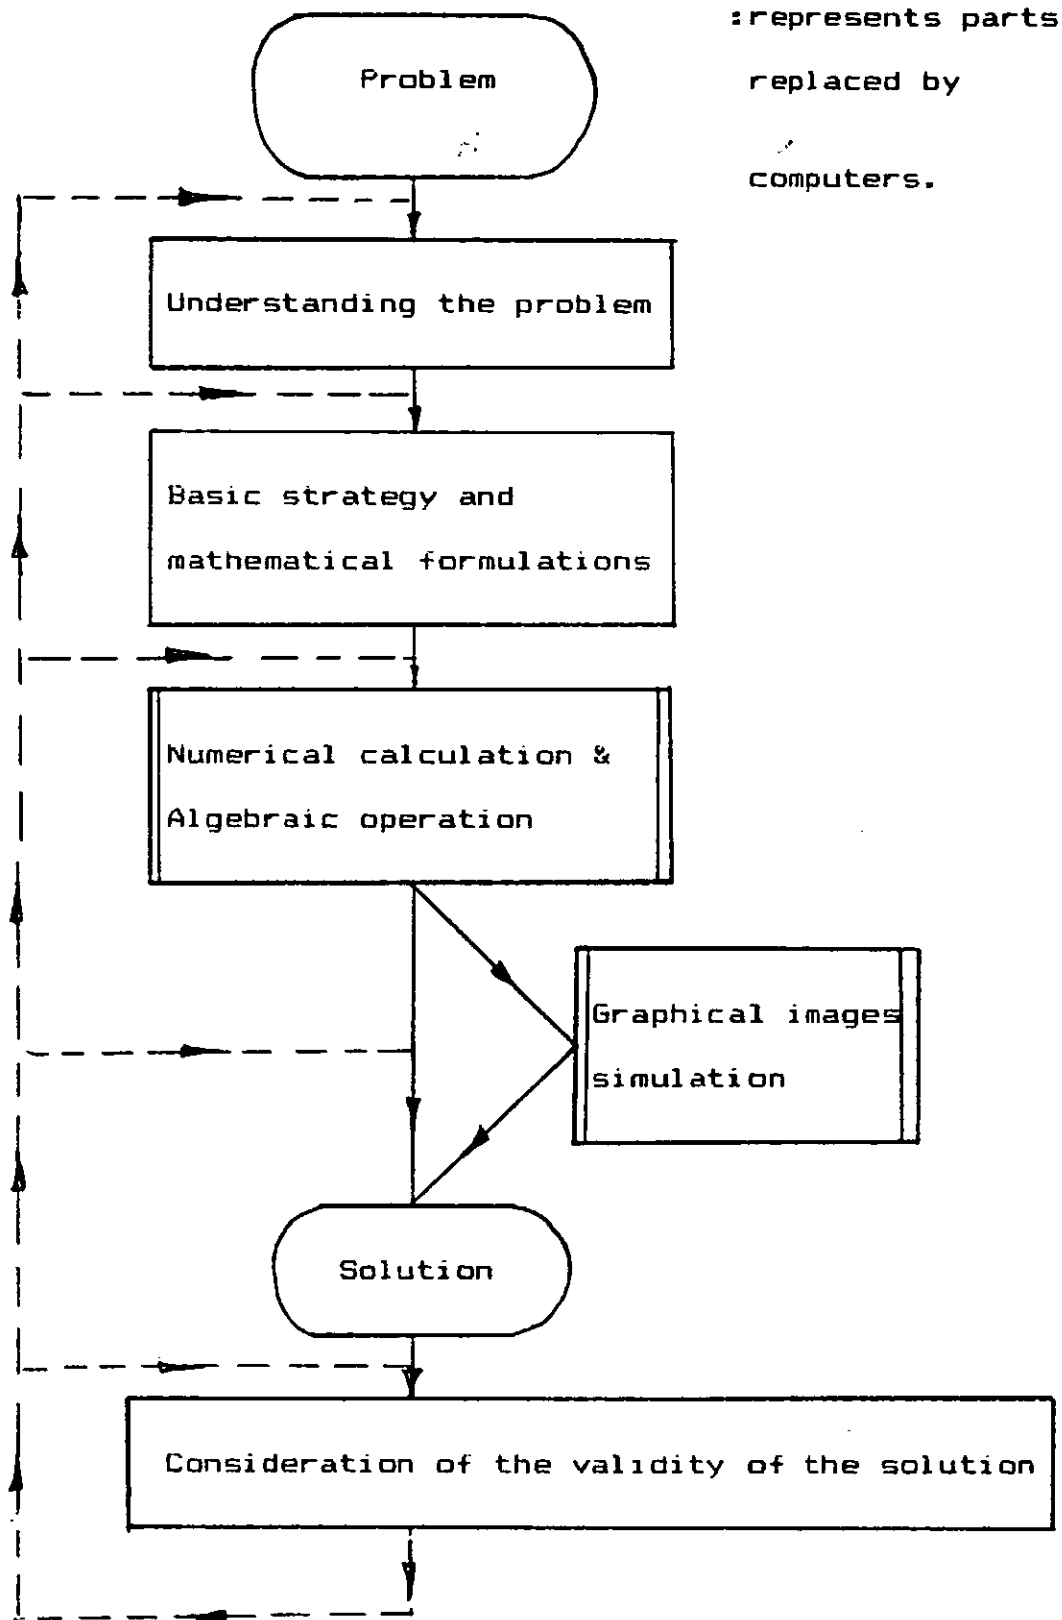 :represents parts
replaced by
computers.
Problem
Understanding the problem
Basic strategy and
mathematical formulations
Numerical calculation &
Algebraic operation
Graphical images
simulation
Solution
Consideration of the validity of the solution